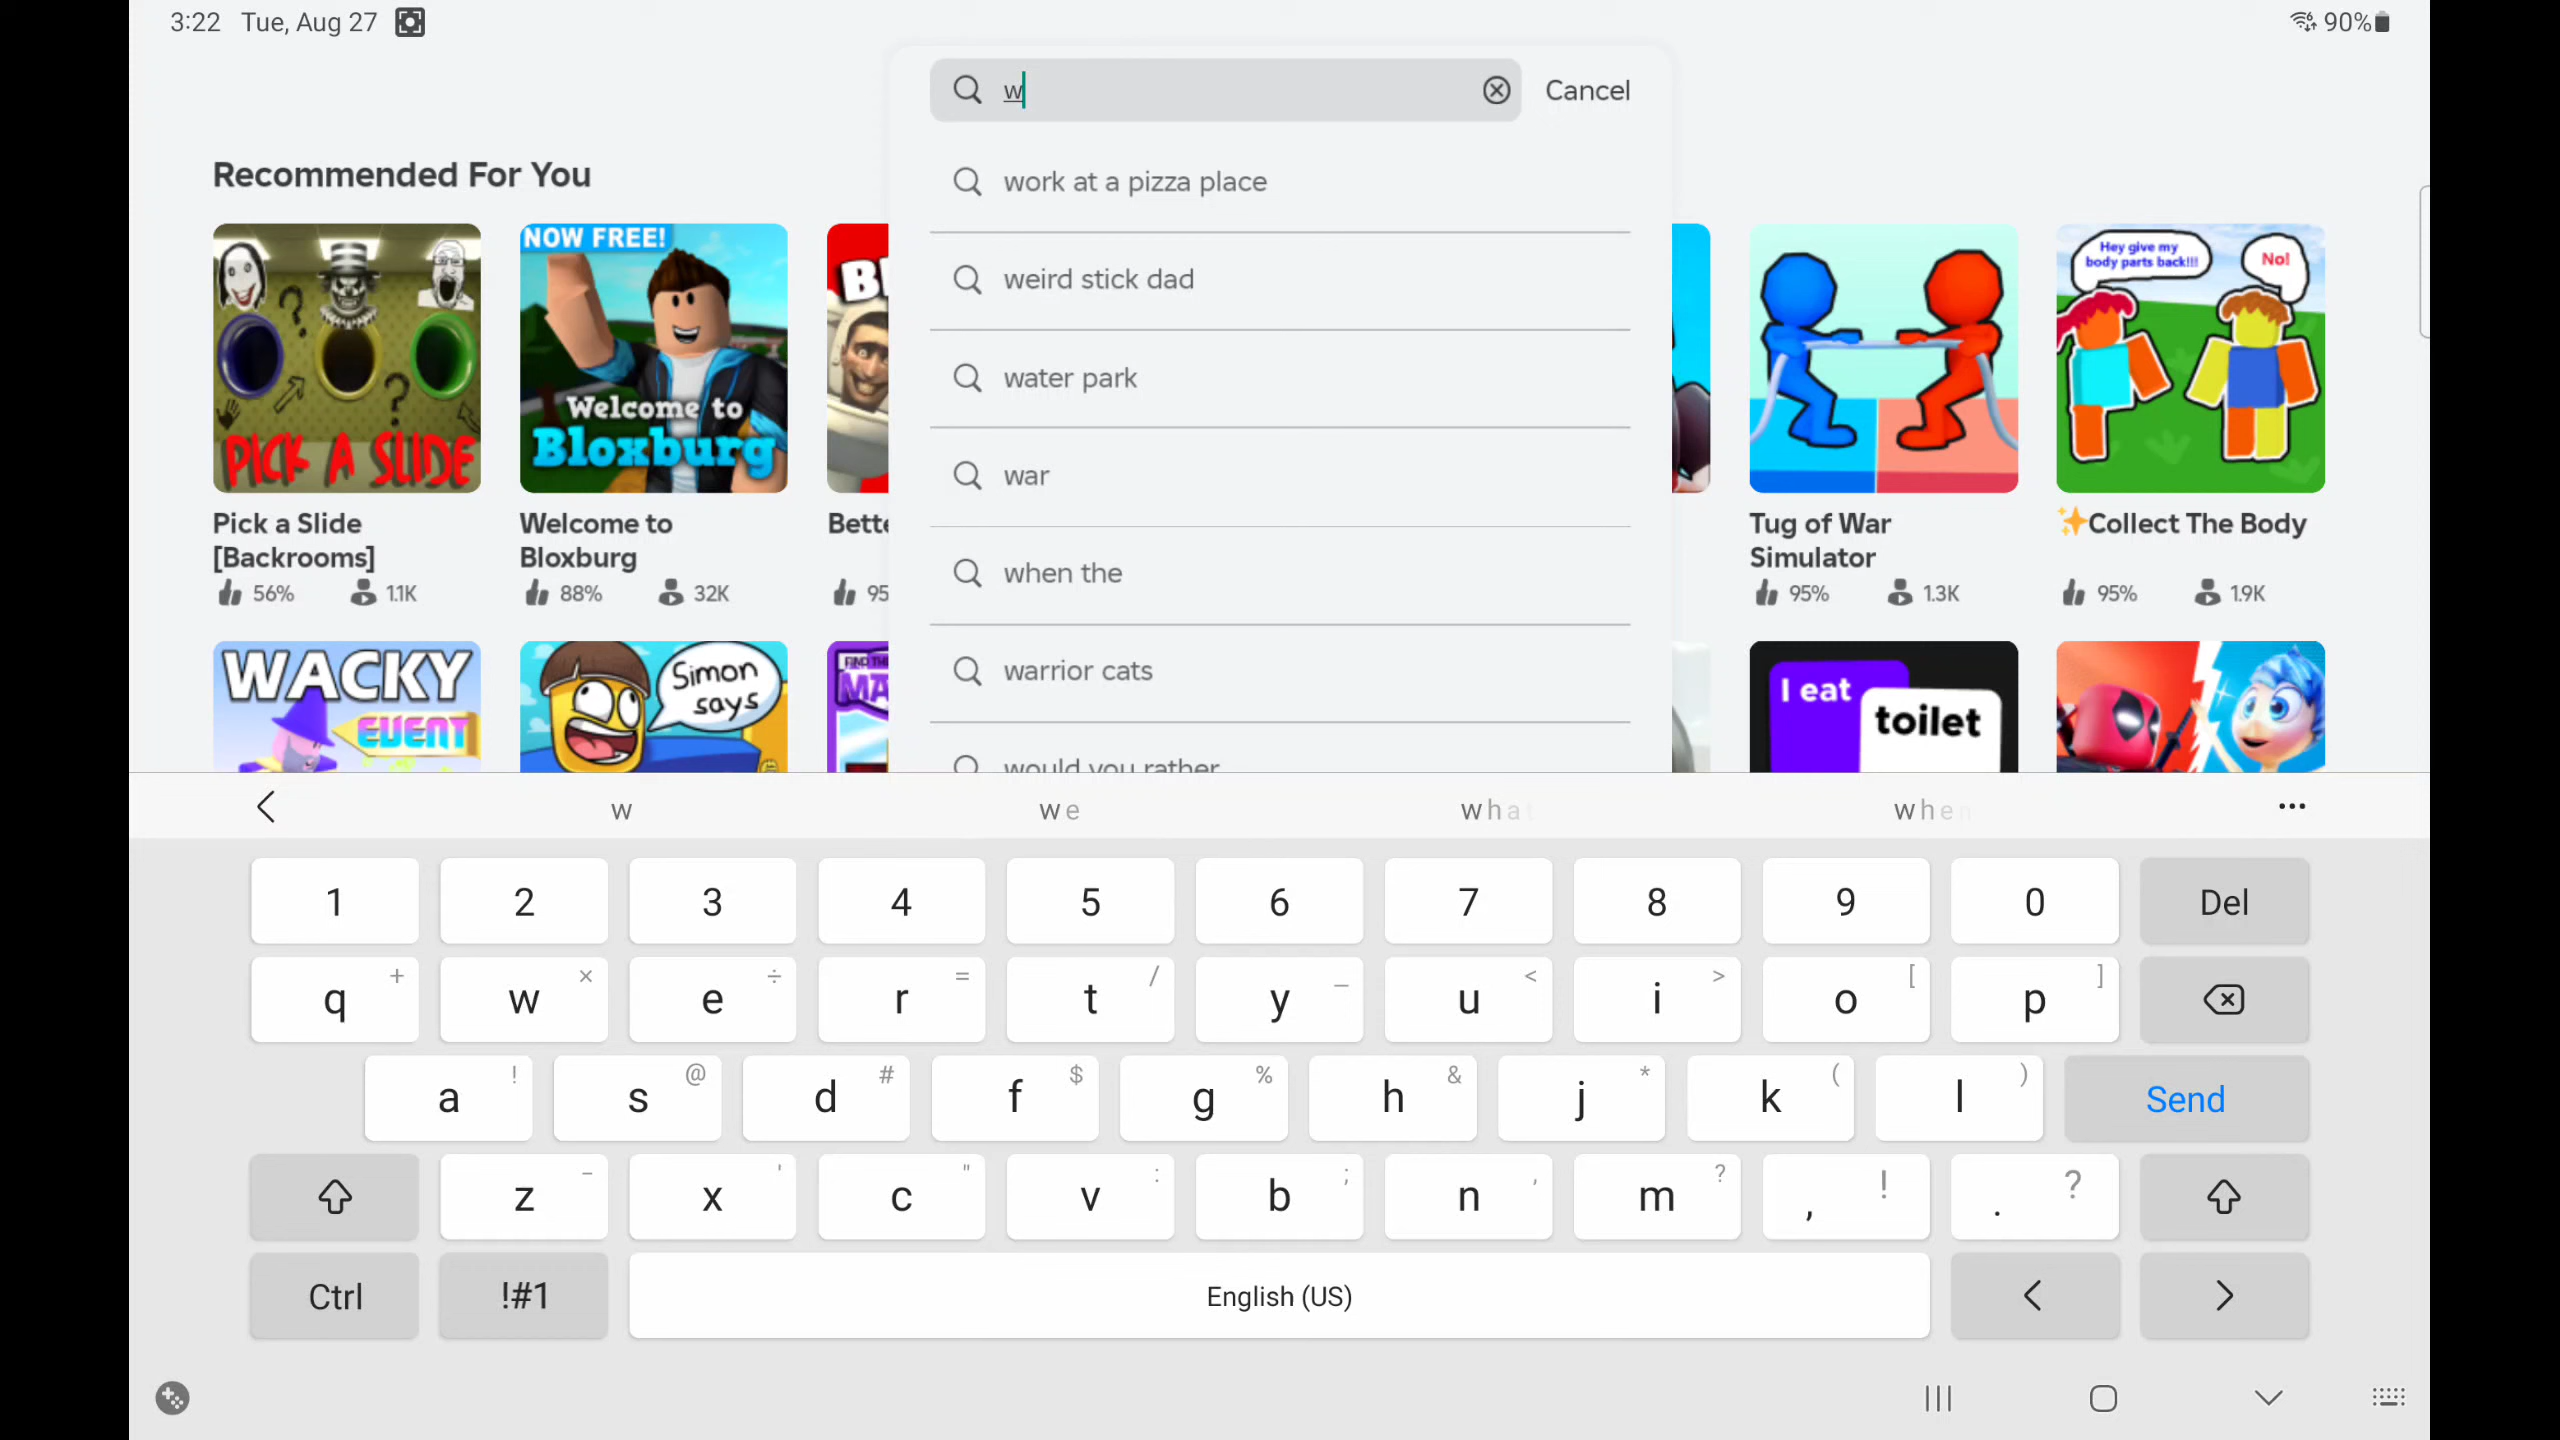 3:22 Tue, Aug 27
90%
w
Cancel
work at a pizza place
weird stick dad
water park
war
when the
warrior cats
would you rather
Recommended For You
PICK A SLIDE
NOW FREE!
Welcome to
Bloxburg
Hey give my
body parts back!!!
No!
Pick a Slide
[Backrooms]
56% 1.1K
Welcome to
Bloxburg
88% 32K
Tug of War
Simulator
95% 1.3K
✨Collect The Body
95% 1.9K
WACKY
EVENT
Simon
says
I eat
toilet
w we wha whe
1 2 3 4 5 6 7 8 9 0 Del
q + w × e ÷ r = t / y _ u < i > o [ p ]
a ! s @ d # f $ g % h & j * k ( l ) Send
z - x ' c " v : b ; n , m ? , ! . ?
Ctrl !#1 English (US) < >